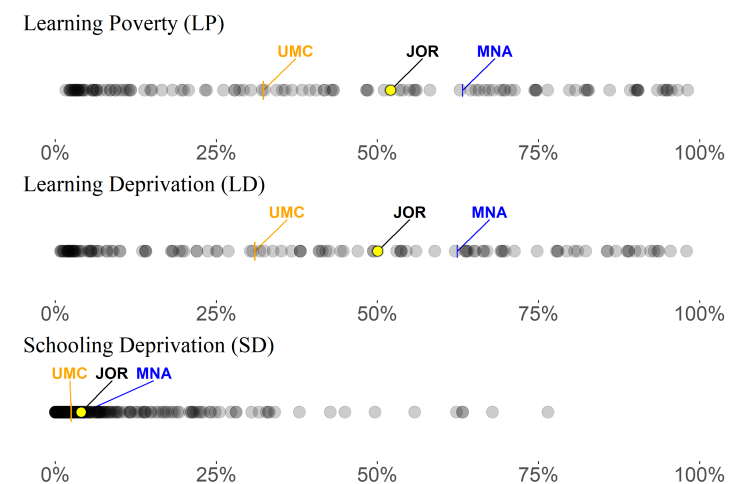 Learning Poverty (LP)
UMC JOR MNA
0% 25% 50% 75% 100%
Learning Deprivation (LD)
UMC JOR MNA
0% 25% 50% 75% 100%
Schooling Deprivation (SD)
UMC JOR MNA
0% 25% 50% 75% 100%